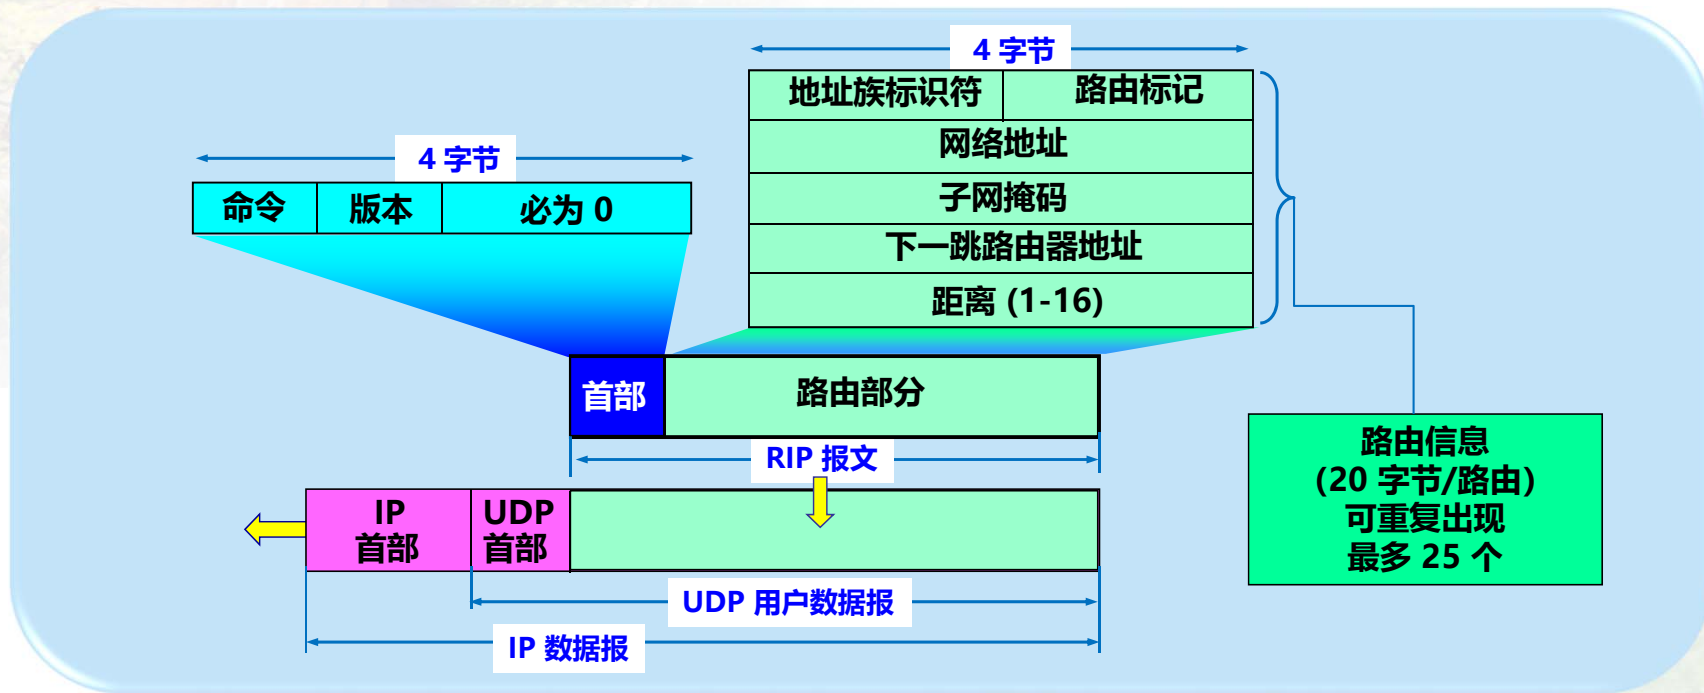 4 字节
地址族标识符
路由标记
网络地址
子网掩码
下一跳路由器地址
距离 (1-16)
4 字节
命令
版本
必为 0
首部
路由部分
RIP 报文
路由信息
(20 字节/路由)
可重复出现
最多 25 个
IP
首部
UDP
首部
UDP 用户数据报
IP 数据报